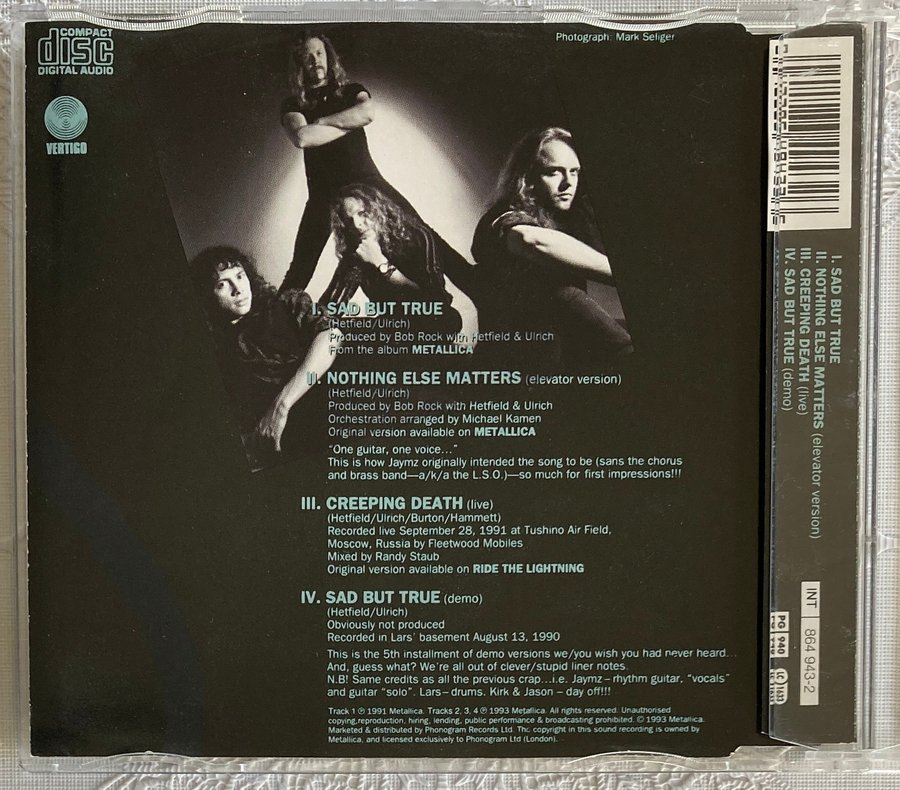 COMPACT
disc
DIGITAL AUDIO
VERTIGO
Photograph: Mark Seliger
I. SAD BUT TRUE
(Hetfield/Ulrich)
Produced by Bob Rock with Hetfield & Ulrich
From the album METALLICA
II. NOTHING ELSE MATTERS (elevator version)
(Hetfield/Ulrich)
Produced by Bob Rock with Hetfield & Ulrich
Orchestration arranged by Michael Kamen
Original version available on METALLICA
"One guitar, one voice..."
This is how Jaymz originally intended the song to be (sans the chorus
and brass band—a/k/a the L.S.O.)—so much for first impressions!!!
III. CREEPING DEATH (live)
(Hetfield/Ulrich/Burton/Hammett)
Recorded live September 28, 1991 at Tushino Air Field,
Moscow, Russia by Fleetwood Mobiles
Mixed by Randy Staub
Original version available on RIDE THE LIGHTNING
IV. SAD BUT TRUE (demo)
(Hetfield/Ulrich)
Obviously not produced
Recorded in Lars' basement August 13, 1990
This is the 5th installment of demo versions we/you wish you had never heard...
And, guess what? We're all out of clever/stupid liner notes.
N.B! Same credits as all the previous crap...i.e. Jaymz – rhythm guitar, "vocals"
and guitar "solo". Lars– drums. Kirk & Jason – day off!!!
Track 1 ℗ 1991 Metallica. Tracks 2, 3, 4 ℗ 1993 Metallica. All rights reserved. Unauthorised
copying,reproduction, hiring, lending, public performance & broadcasting prohibited. © 1993 Metallica.
Marketed & distributed by Phonogram Records Ltd. The copyright in this sound recording is owned by
Metallica, and licensed exclusively to Phonogram Ltd (London).
I. SAD BUT TRUE
II. NOTHING ELSE MATTERS (elevator version)
III. CREEPING DEATH (live)
IV. SAD BUT TRUE (demo)
INT 864 943-2
PG 940
LC 1633